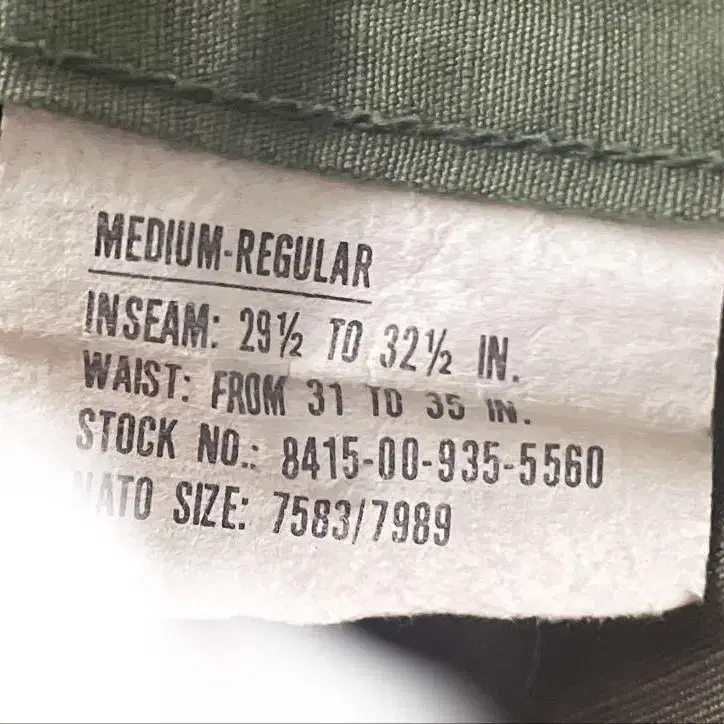 MEDIUM-REGULAR
INSEAM: 29½ TO 32½ IN.
WAIST: FROM 31 TO 35 IN.
STOCK NO.: 8415-00-935-5560
NATO SIZE: 7583/7989